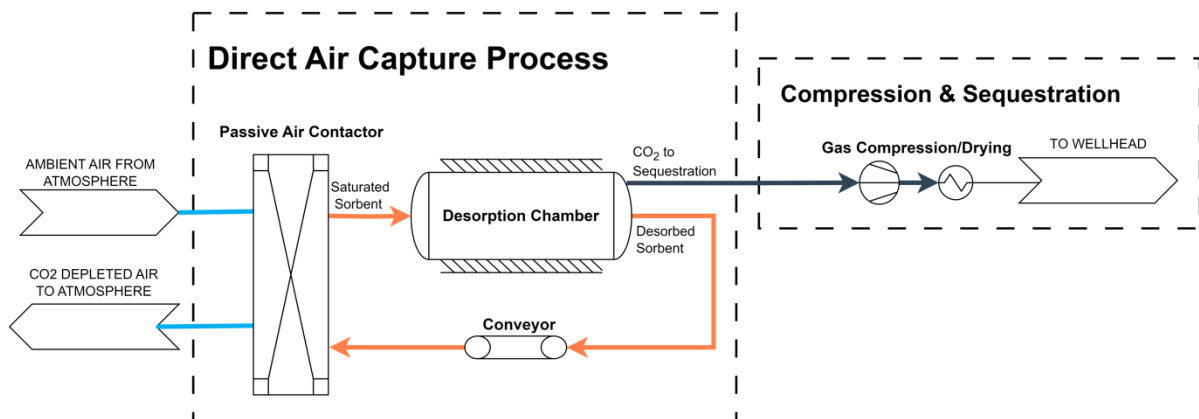 Direct Air Capture Process
Compression & Sequestration
Passive Air Contactor
AMBIENT AIR FROM
ATMOSPHERE
Saturated
Sorbent
Desorption Chamber
CO₂ to
Sequestration
Gas Compression/Drying
TO WELLHEAD
Desorbed
Sorbent
CO2 DEPLETED AIR
TO ATMOSPHERE
Conveyor